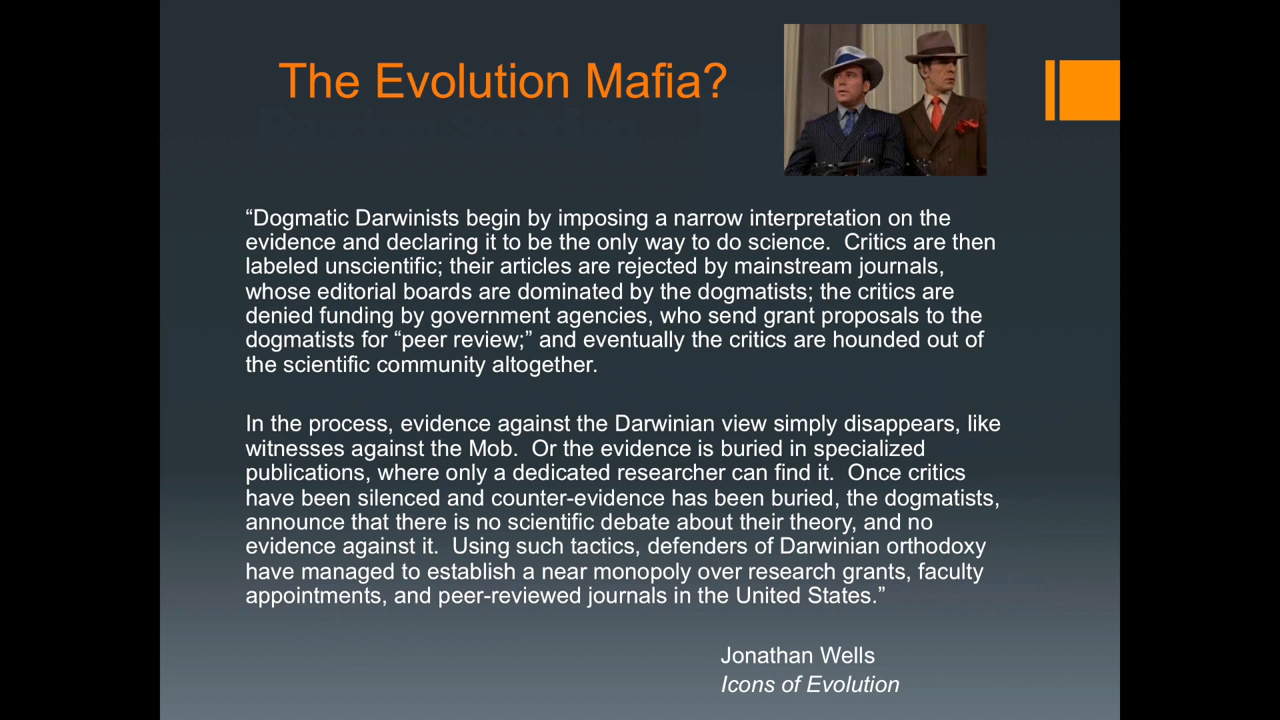 The Evolution Mafia?
“Dogmatic Darwinists begin by imposing a narrow interpretation on the
evidence and declaring it to be the only way to do science.  Critics are then
labeled unscientific; their articles are rejected by mainstream journals,
whose editorial boards are dominated by the dogmatists; the critics are
denied funding by government agencies, who send grant proposals to the
dogmatists for “peer review;” and eventually the critics are hounded out of
the scientific community altogether.
In the process, evidence against the Darwinian view simply disappears, like
witnesses against the Mob.  Or the evidence is buried in specialized
publications, where only a dedicated researcher can find it.  Once critics
have been silenced and counter-evidence has been buried, the dogmatists,
announce that there is no scientific debate about their theory, and no
evidence against it.  Using such tactics, defenders of Darwinian orthodoxy
have managed to establish a near monopoly over research grants, faculty
appointments, and peer-reviewed journals in the United States.”
Jonathan Wells
Icons of Evolution